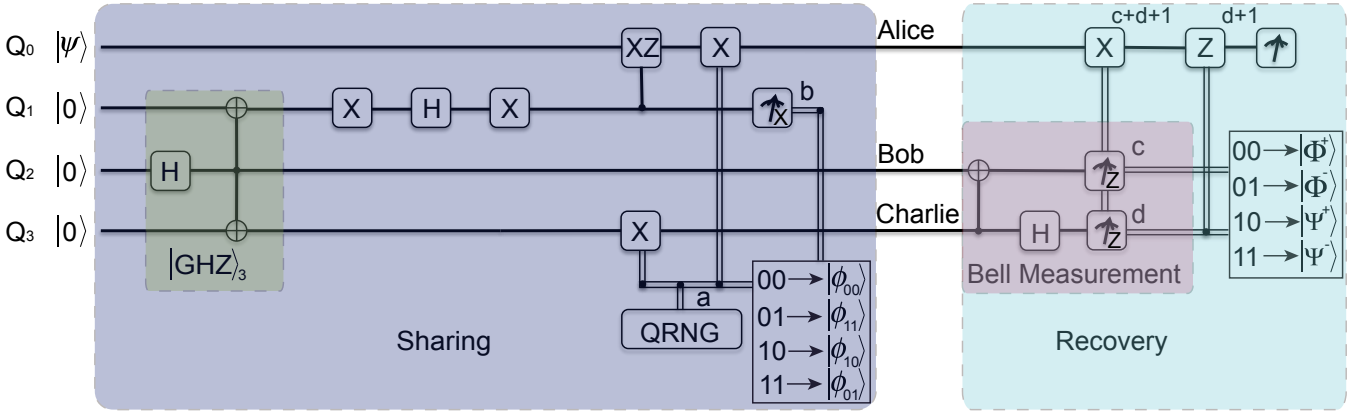 c+d+1 d+1
Q₀ |ψ⟩ XZ X Alice X Z
Q₁ |0⟩ X H X X b
Q₂ |0⟩ H Bob Z c
Q₃ |0⟩ X Charlie H Z d
|GHZ⟩₃
a
QRNG
00→|ϕ₀₀⟩
01→|ϕ₁₁⟩
10→|ϕ₁₀⟩
11→|ϕ₀₁⟩
Sharing
Bell Measurement
00→|Φ⁺⟩
01→|Φ⁻⟩
10→|Ψ⁺⟩
11→|Ψ⁻⟩
Recovery